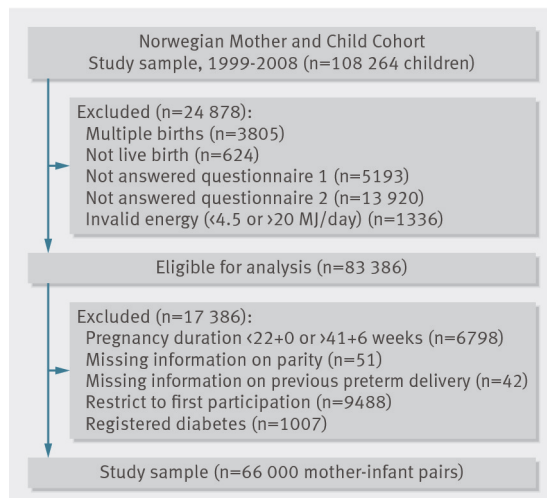 Norwegian Mother and Child Cohort
Study sample, 1999-2008 (n=108 264 children)
Excluded (n=24 878):
Multiple births (n=3805)
Not live birth (n=624)
Not answered questionnaire 1 (n=5193)
Not answered questionnaire 2 (n=13 920)
Invalid energy (<4.5 or >20 MJ/day) (n=1336)
Eligible for analysis (n=83 386)
Excluded (n=17 386):
Pregnancy duration <22+0 or >41+6 weeks (n=6798)
Missing information on parity (n=51)
Missing information on previous preterm delivery (n=42)
Restrict to first participation (n=9488)
Registered diabetes (n=1007)
Study sample (n=66 000 mother-infant pairs)